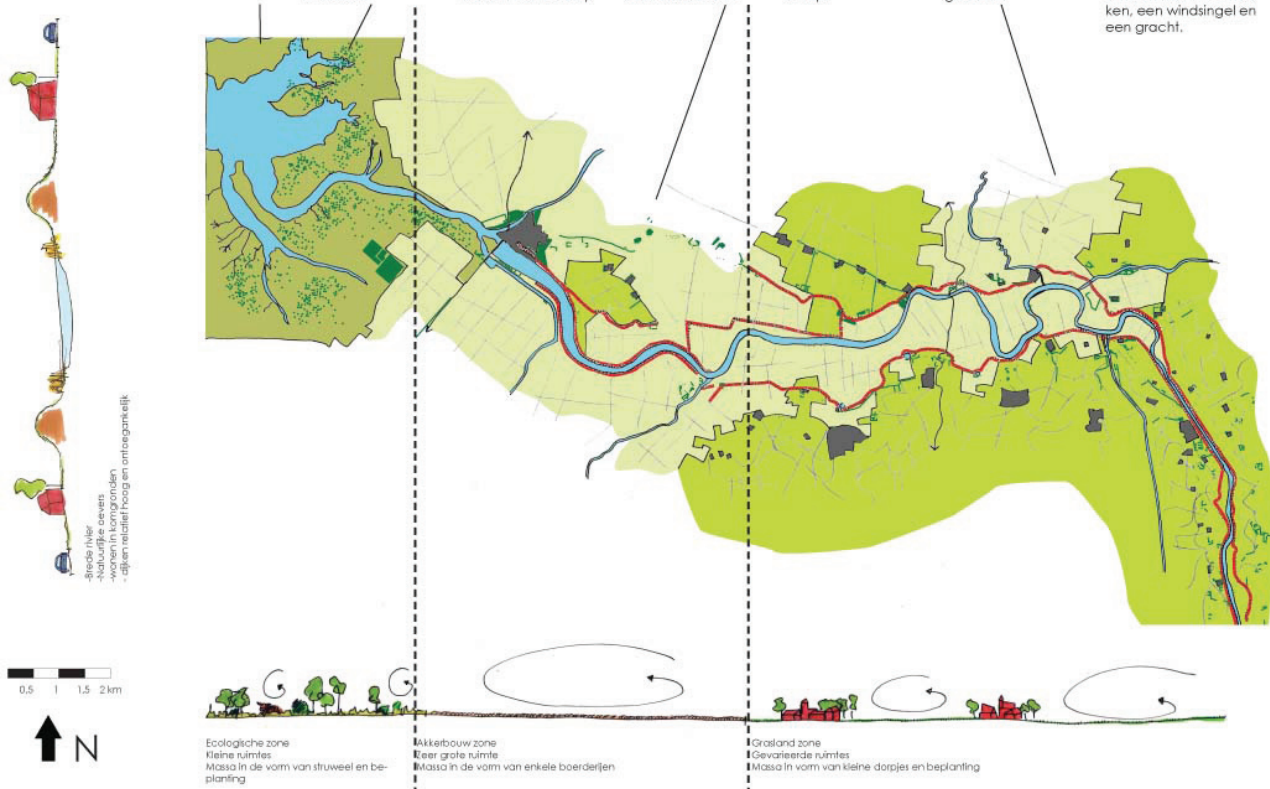 ken, een windsingel en
een gracht.
-Brede rivier
-Natuurlijke oevers
-wonen in komgronden
- dijken relatief hoog en ontoegankelijk
0,5 1 1,5 2 km
N
Ecologische zone
Kleine ruimtes
Massa in de vorm van struweel en be-
planting
Akkerbouw zone
Zeer grote ruimte
Massa in de vorm van enkele boerderijen
Grasland zone
Gevarieerde ruimtes
Massa in vorm van kleine dorpjes en beplanting